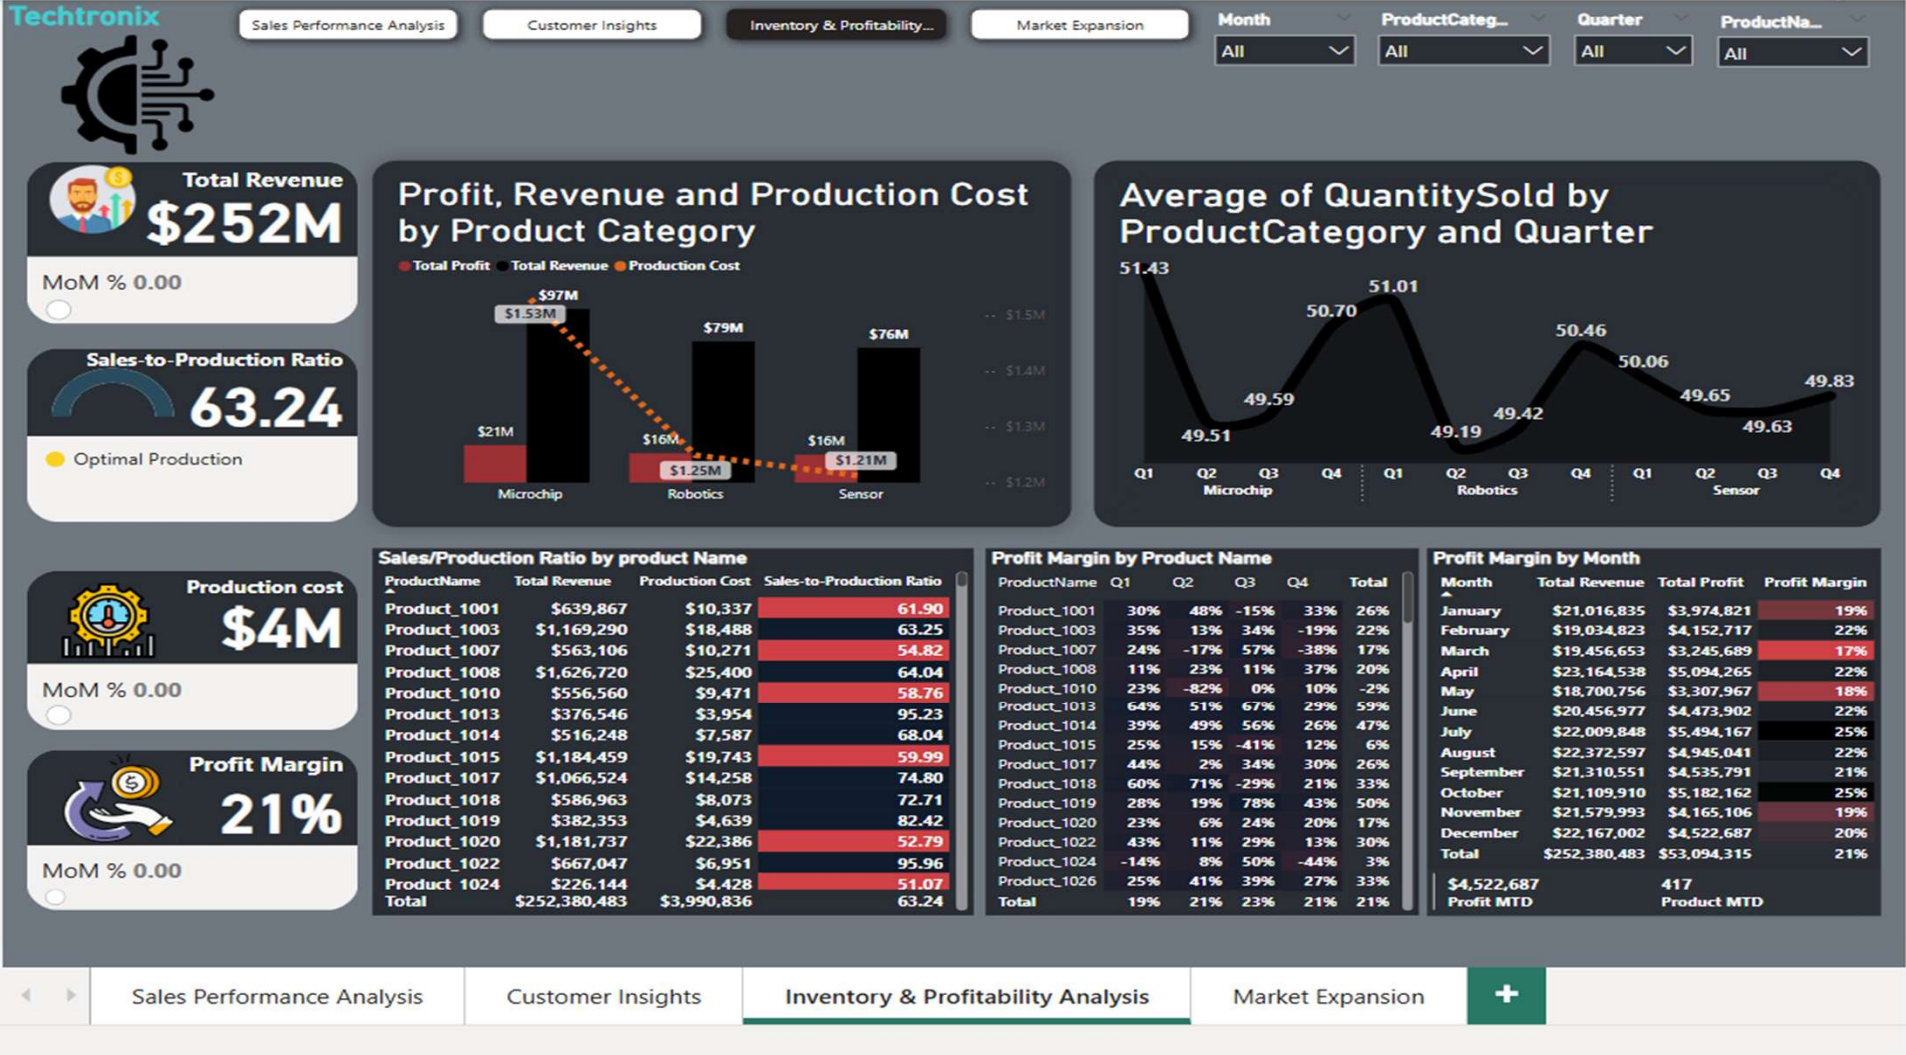 Techtronix
Sales Performance Analysis
Customer Insights
Inventory & Profitability...
Market Expansion
Month
All
ProductCateg...
All
Quarter
All
ProductNa...
All
Total Revenue
$252M
MoM % 0.00
Sales-to-Production Ratio
63.24
Optimal Production
Production cost
$4M
MoM % 0.00
Profit Margin
21%
MoM % 0.00
Profit, Revenue and Production Cost
by Product Category
Total Profit Total Revenue Production Cost
$97M
$1.53M
$79M
$76M
$21M
$16M
$16M
$1.25M
$1.21M
$1.5M
$1.4M
$1.3M
$1.2M
Microchip Robotics Sensor
Average of QuantitySold by
ProductCategory and Quarter
51.43
49.51
49.59
50.70
51.01
49.19
49.42
50.46
50.06
49.65
49.63
49.83
Q1 Q2 Q3 Q4 Q1 Q2 Q3 Q4 Q1 Q2 Q3 Q4
Microchip Robotics Sensor
Sales/Production Ratio by product Name
ProductName Total Revenue Production Cost Sales-to-Production Ratio
Product_1001 $639,867 $10,337 61.90
Product_1003 $1,169,290 $18,488 63.25
Product_1007 $563,106 $10,271 54.82
Product_1008 $1,626,720 $25,400 64.04
Product_1010 $556,560 $9,471 58.76
Product_1013 $376,546 $3,954 95.23
Product_1014 $516,248 $7,587 68.04
Product_1015 $1,184,459 $19,743 59.99
Product_1017 $1,066,524 $14,258 74.80
Product_1018 $586,963 $8,073 72.71
Product_1019 $382,353 $4,639 82.42
Product_1020 $1,181,737 $22,386 52.79
Product_1022 $667,047 $6,951 95.96
Product 1024 $226.144 $4.428 51.07
Total $252,380,483 $3,990,836 63.24
Profit Margin by Product Name
ProductName Q1 Q2 Q3 Q4 Total
Product_1001 30% 48% -15% 33% 26%
Product_1003 35% 13% 34% -19% 22%
Product_1007 24% -17% 57% -38% 17%
Product_1008 11% 23% 11% 37% 20%
Product_1010 23% -82% 0% 10% -2%
Product_1013 64% 51% 67% 29% 59%
Product_1014 39% 49% 56% 26% 47%
Product_1015 25% 15% -41% 12% 6%
Product_1017 44% 2% 34% 30% 26%
Product_1018 60% 71% -29% 21% 33%
Product_1019 28% 19% 78% 43% 50%
Product_1020 23% 6% 24% 20% 17%
Product_1022 43% 11% 29% 13% 30%
Product_1024 -14% 8% 50% -44% 3%
Product_1026 25% 41% 39% 27% 33%
Total 19% 21% 23% 21% 21%
Profit Margin by Month
Month Total Revenue Total Profit Profit Margin
January $21,016,835 $3,974,821 19%
February $19,034,823 $4,152,717 22%
March $19,456,653 $3,245,689 17%
April $23,164,538 $5,094,265 22%
May $18,700,756 $3,307,967 18%
June $20,456,977 $4,473,902 22%
July $22,009,848 $5,494,167 25%
August $22,372,597 $4,945,041 22%
September $21,310,551 $4,535,791 21%
October $21,109,910 $5,182,162 25%
November $21,579,993 $4,165,106 19%
December $22,167,002 $4,522,687 20%
Total $252,380,483 $53,094,315 21%
$4,522,687 417
Profit MTD Product MTD
Sales Performance Analysis
Customer Insights
Inventory & Profitability Analysis
Market Expansion
+